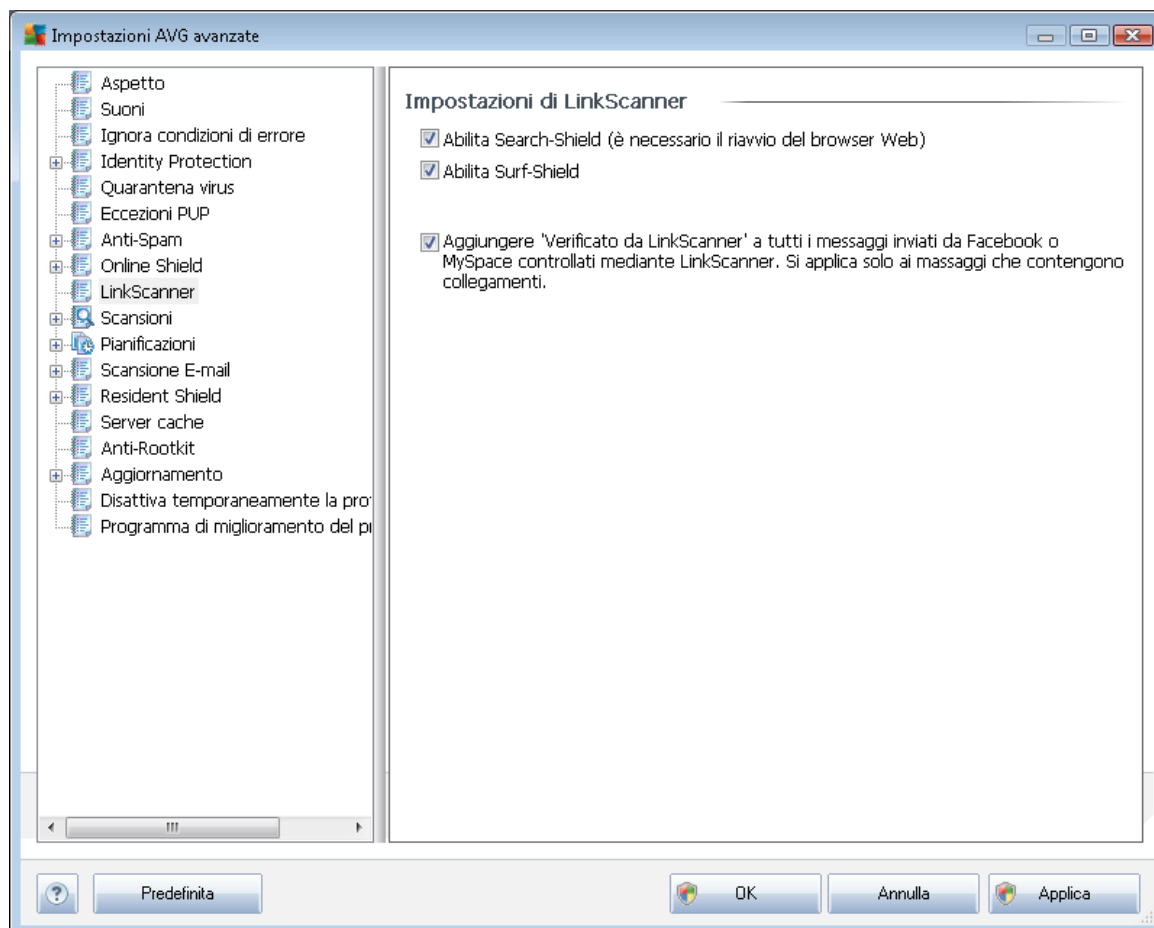 Impostazioni AVG avanzate
Aspetto
Suoni
Ignora condizioni di errore
Identity Protection
Quarantena virus
Eccezioni PUP
Anti-Spam
Online Shield
LinkScanner
Scansioni
Pianificazioni
Scansione E-mail
Resident Shield
Server cache
Anti-Rootkit
Aggiornamento
Disattiva temporaneamente la
Programma di miglioramento del
Impostazioni di LinkScanner
Abilita Search-Shield (è necessario il riavvio del browser Web)
Abilita Surf-Shield
Aggiungere 'Verificato da LinkScanner' a tutti i messaggi inviati da Facebook o
MySpace controllati mediante LinkScanner. Si applica solo ai massaggi che contengono
collegamenti.
?
Predefinita
OK
Annulla
Applica